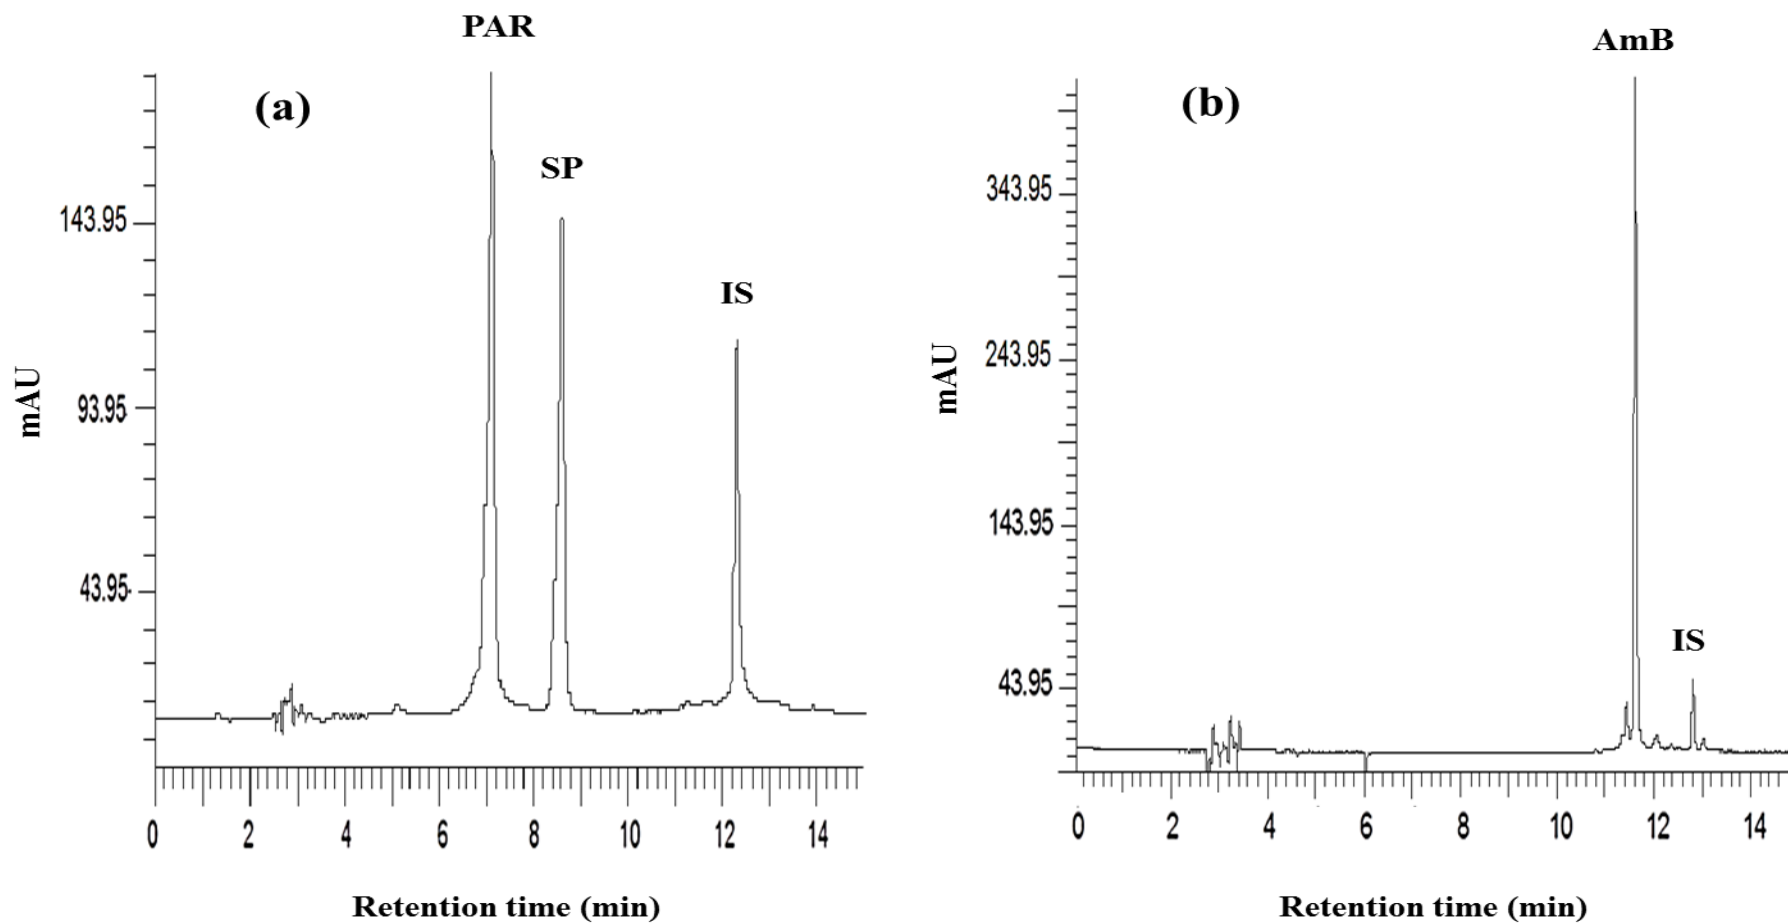 PAR
(a)
SP
IS
143.95
93.95
43.95
mAU
0 2 4 6 8 10 12 14
Retention time (min)
AmB
(b)
IS
343.95
243.95
143.95
43.95
mAU
0 2 4 6 8 10 12 14
Retention time (min)